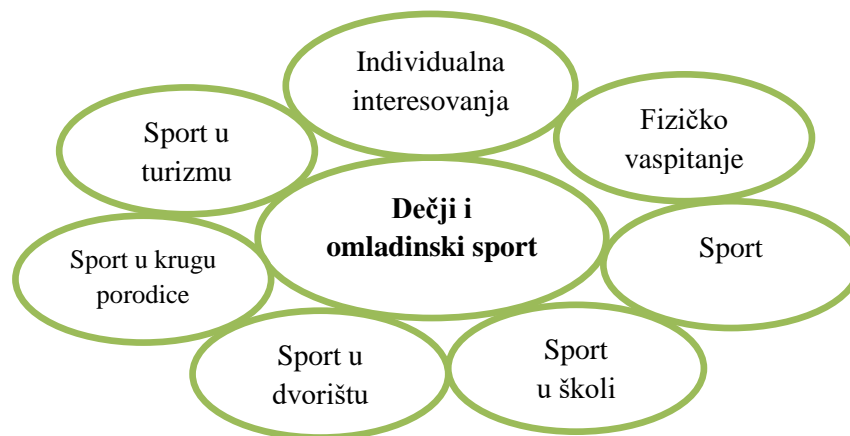 Individualna
interesovanja
Fizičko
vaspitanje
Sport u
turizmu
Dečji i
omladinski sport
Sport
Sport u krugu
porodice
Sport u
dvorištu
Sport
u školi